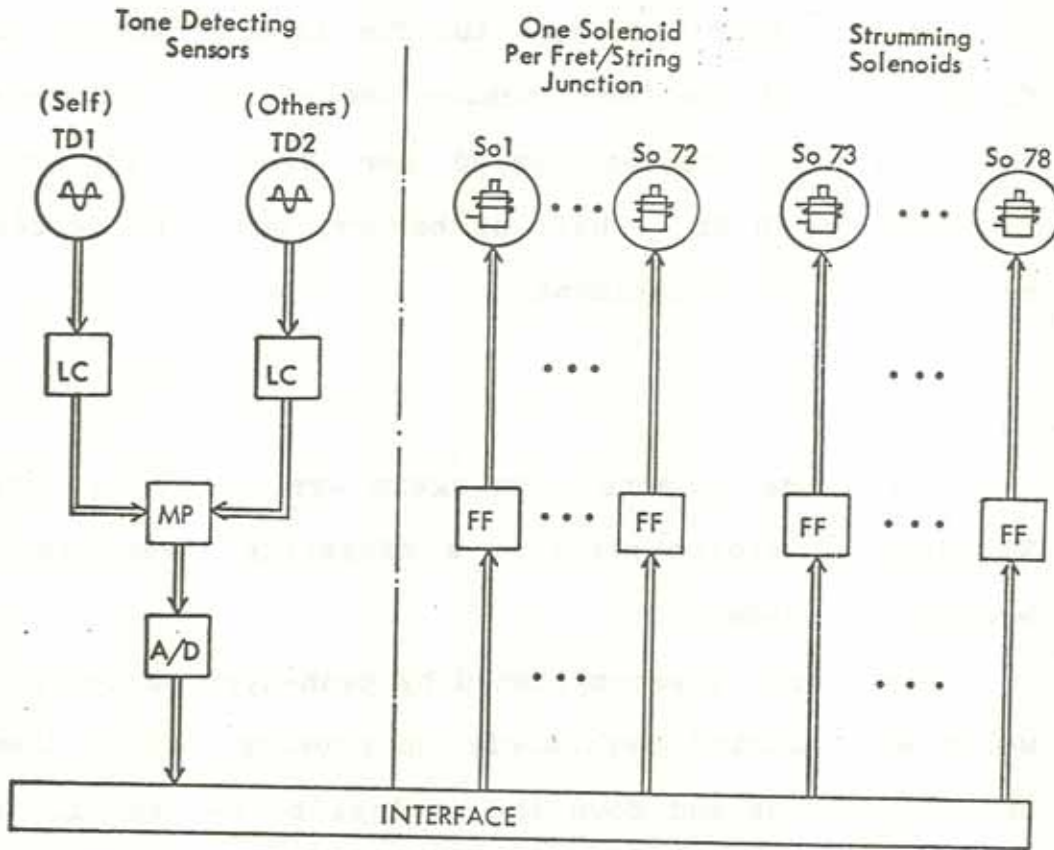 Tone Detecting
Sensors
One Solenoid
Per Fret/String
Junction
Strumming
Solenoids
(Self)
TD1
(Others)
TD2
So1
So 72
So 73
So 78
LC
LC
MP
FF
FF
FF
FF
A/D
INTERFACE